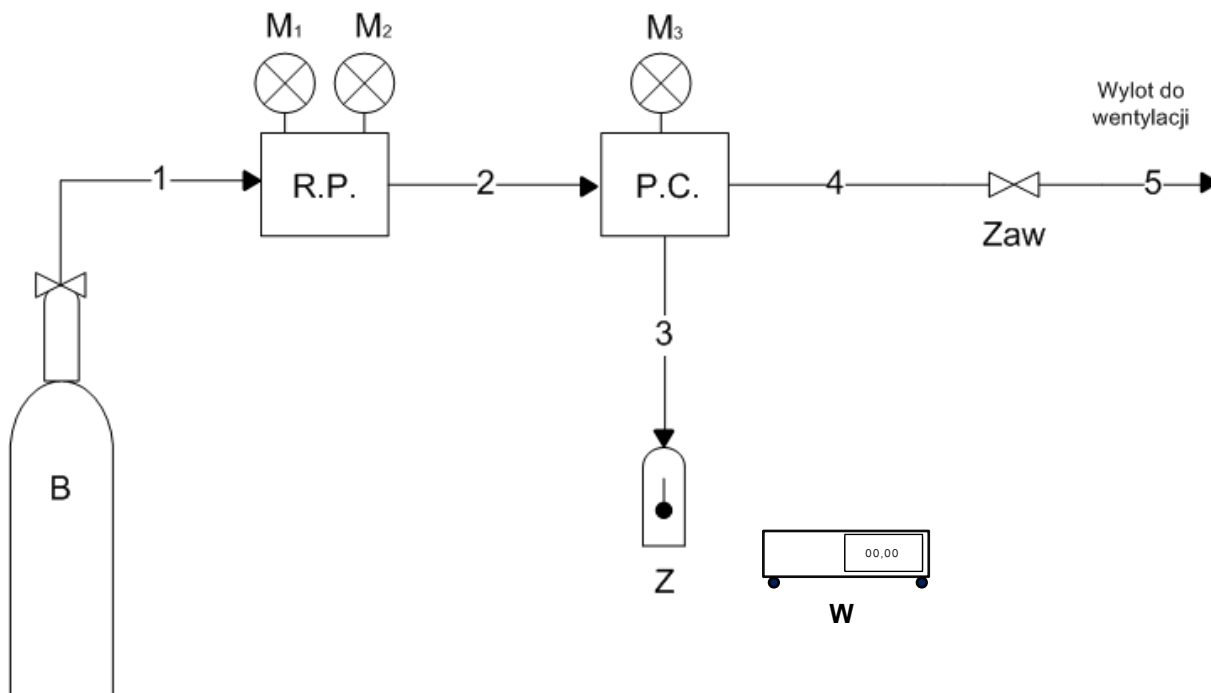 M₁
M₂
M₃
Wylot do
wentylacji
1
R.P.
2
P.C.
4
5
Zaw
3
B
00,00
Z
W